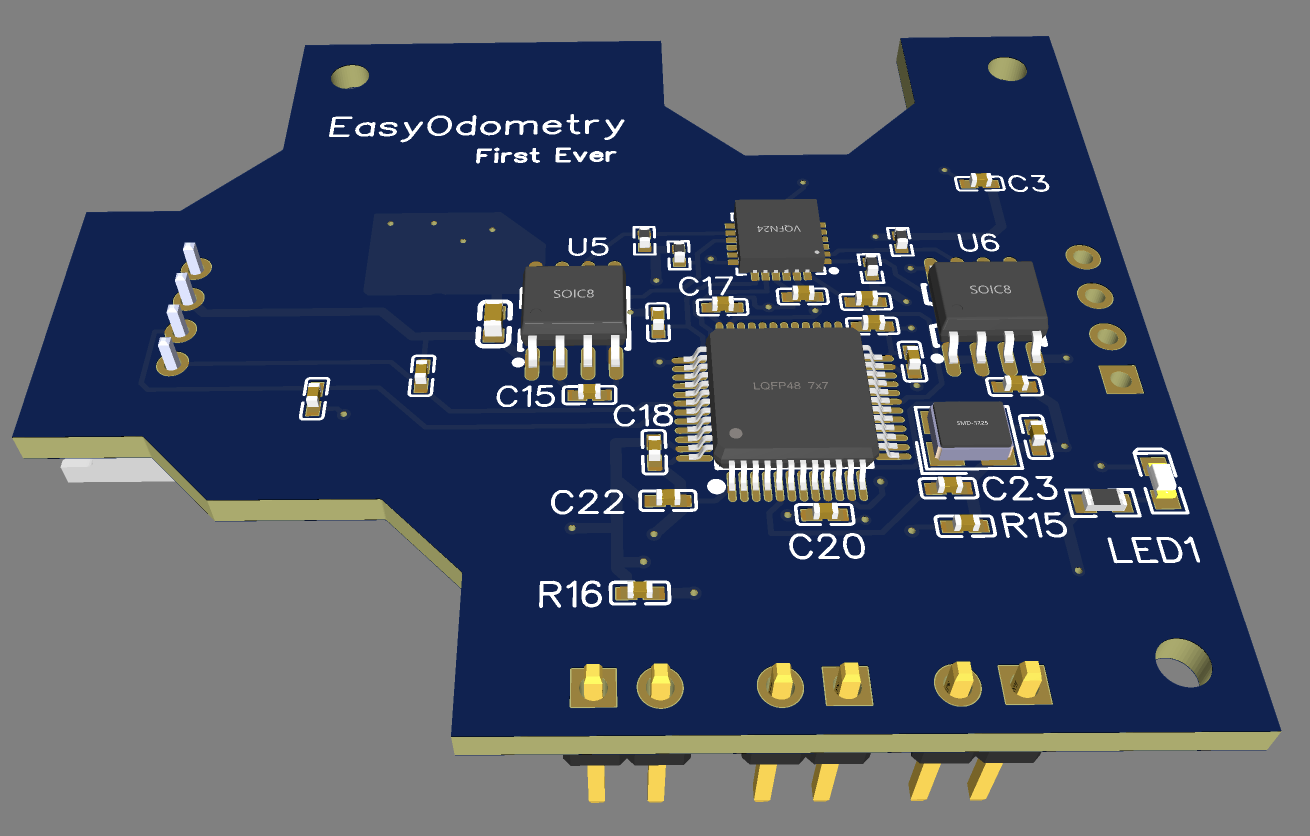 EasyOdometry
First Ever
C3
VQFN24
U5
U6
SOIC8
SOIC8
C17
LQFP48 7x7
C15
C18
SMD-3225
C22
C23
C20
R15
LED1
R16